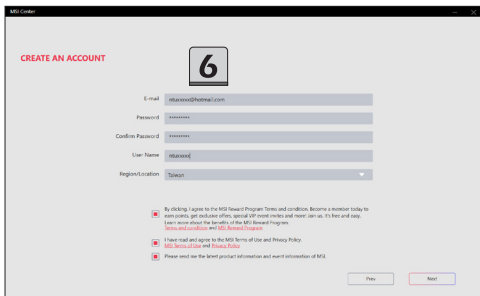 MSI Center
CREATE AN ACCOUNT
6
E-mail
ntuxxxxx@hotmail.com
Password
*********
Confirm Password
*********
User Name
ntuxxxxx
Region/Location
Taiwan
By clicking, I agree to the MSI Reward Program Terms and condition. Become a member today to
earn points, get exclusive offers, special VIP event invites and more! Join us. It's free and easy.
Learn more about the benefits of the MSI Reward Program.
Terms and condition and MSI Reward Program
I have read and agree to the MSI Terms of Use and Privacy Policy.
MSI Terms of Use and Privacy Policy
Please send me the latest product information and event information of MSI.
Prev
Next